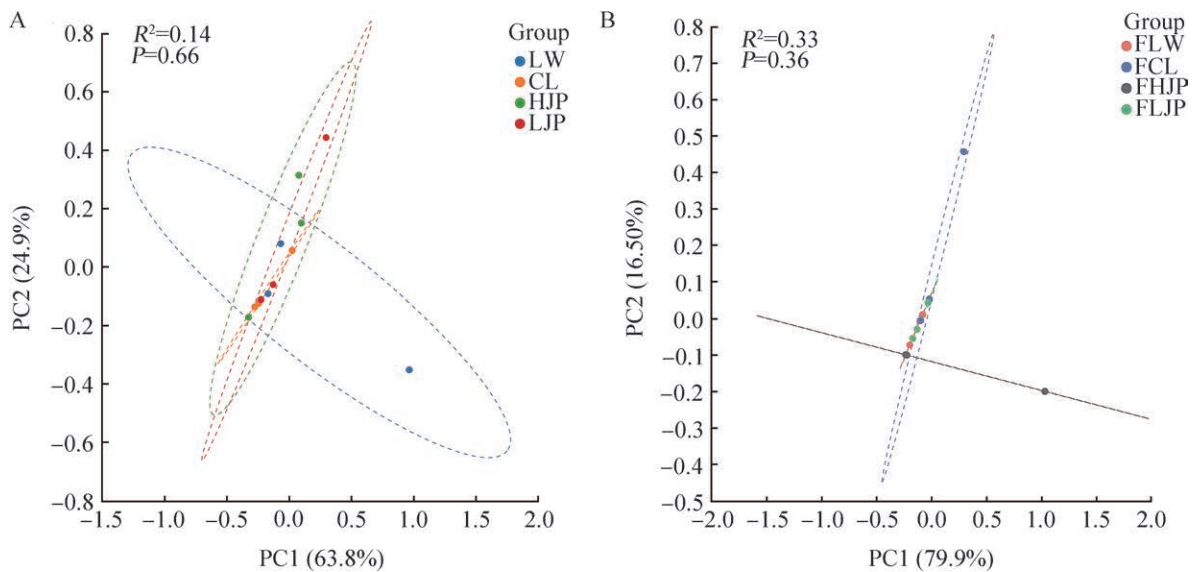 A
R²=0.14
P=0.66
Group
LW
CL
HJP
LJP
0.8
0.6
0.4
0.2
0.0
−0.2
−0.4
−0.6
−0.8
PC2 (24.9%)
−1.5 −1.0 −0.5 0.0 0.5 1.0 1.5 2.0
PC1 (63.8%)
B
R²=0.33
P=0.36
Group
FLW
FCL
FHJP
FLJP
0.8
0.7
0.6
0.5
0.4
0.3
0.2
0.1
0.0
−0.1
−0.2
−0.3
−0.4
−0.5
PC2 (16.50%)
−2.0 −1.5 −1.0 −0.5 0.0 0.5 1.0 1.5 2.0
PC1 (79.9%)